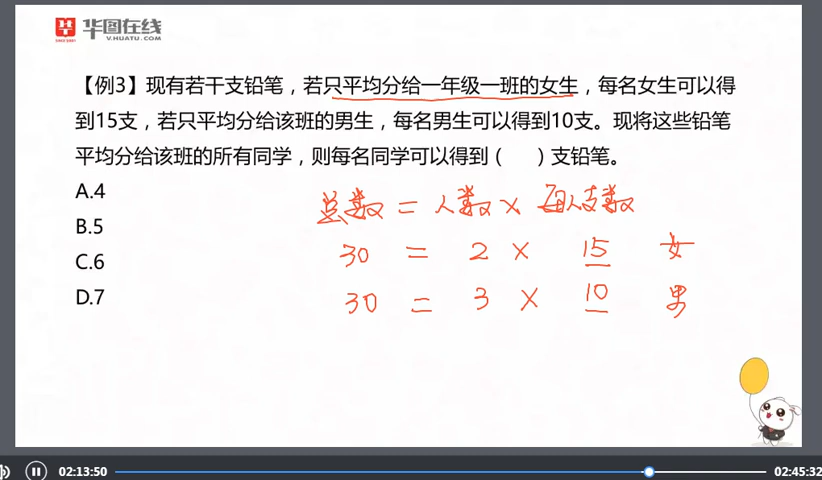 华图在线
V.HUATU.COM
【例3】现有若干支铅笔，若只平均分给一年级一班的女生，每名女生可以得
到15支，若只平均分给该班的男生，每名男生可以得到10支。现将这些铅笔
平均分给该班的所有同学，则每名同学可以得到（　）支铅笔。
A.4
B.5
C.6
D.7
总数 = 人数 × 每人支数
30 = 2 × 15 女
30 = 3 × 10 男
02:13:50
02:45:32